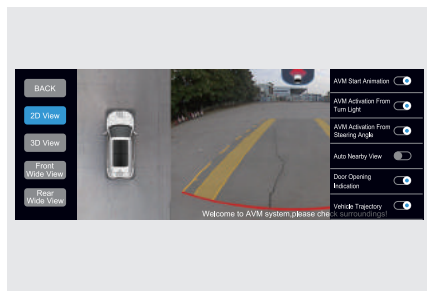 BACK
2D View
3D View
Front
Wide View
Rear
Wide View
AVM Start Animation
AVM Activation From
Turn Light
AVM Activation From
Steering Angle
Auto Nearby View
Door Opening
Indication
Vehicle Trajectory
Welcome to AVM system,please check surroundings!